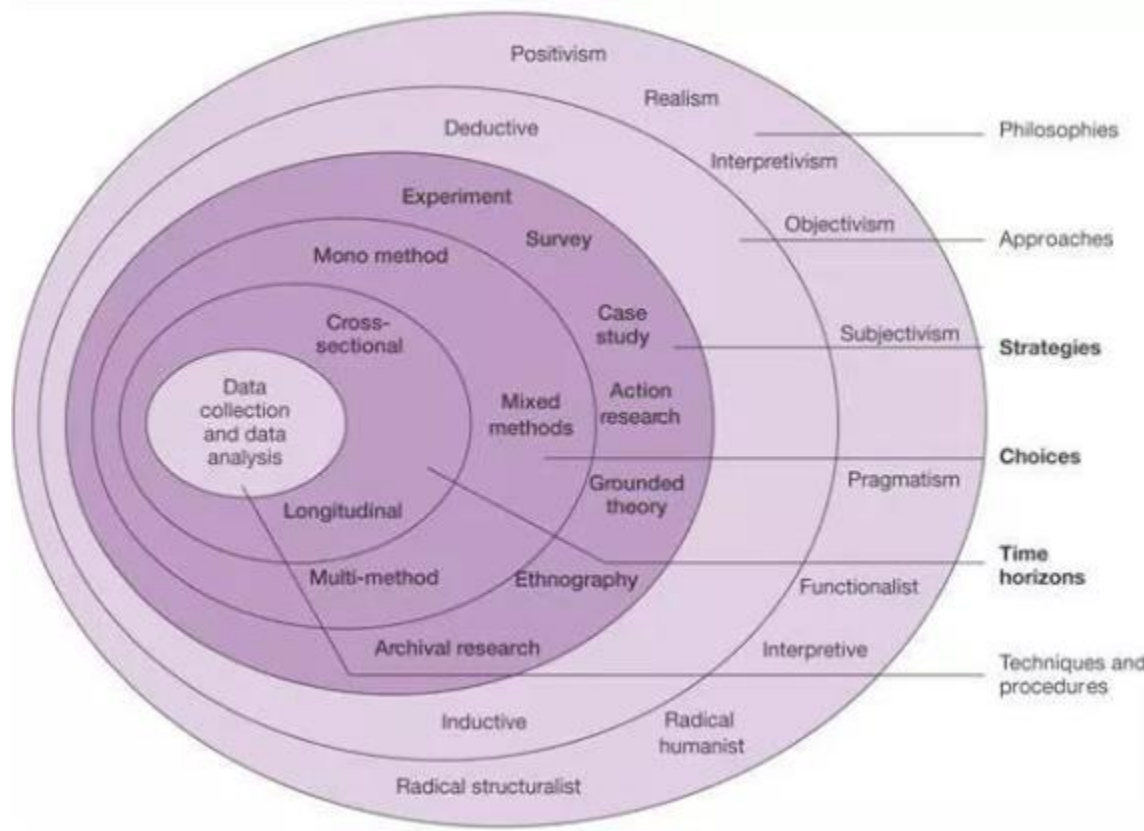 Positivism
Realism
Philosophies
Deductive
Interpretivism
Experiment
Objectivism
Survey
Approaches
Mono method
Case
study
Cross-
sectional
Subjectivism
Strategies
Data
collection
and data
analysis
Mixed
methods
Action
research
Choices
Pragmatism
Grounded
theory
Longitudinal
Time
horizons
Multi-method
Ethnography
Functionalist
Archival research
Interpretive
Techniques and
procedures
Inductive
Radical
humanist
Radical structuralist